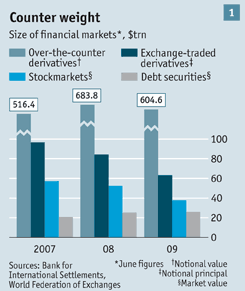 Counter weight
1
Size of financial markets*, $trn
Over-the-counter
derivatives†
Exchange-traded
derivatives‡
Stockmarkets§
Debt securities§
516.4
683.8
604.6
100
80
60
40
20
0
2007
08
09
Sources: Bank for
International Settlements,
World Federation of Exchanges
*June figures †Notional value
‡Notional principal
§Market value